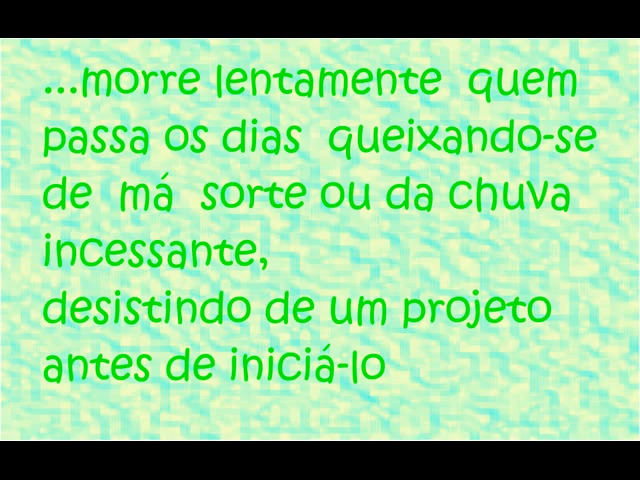 ...morre lentamente quem
passa os dias queixando-se
de má sorte ou da chuva
incessante,
desistindo de um projeto
antes de iniciá-lo